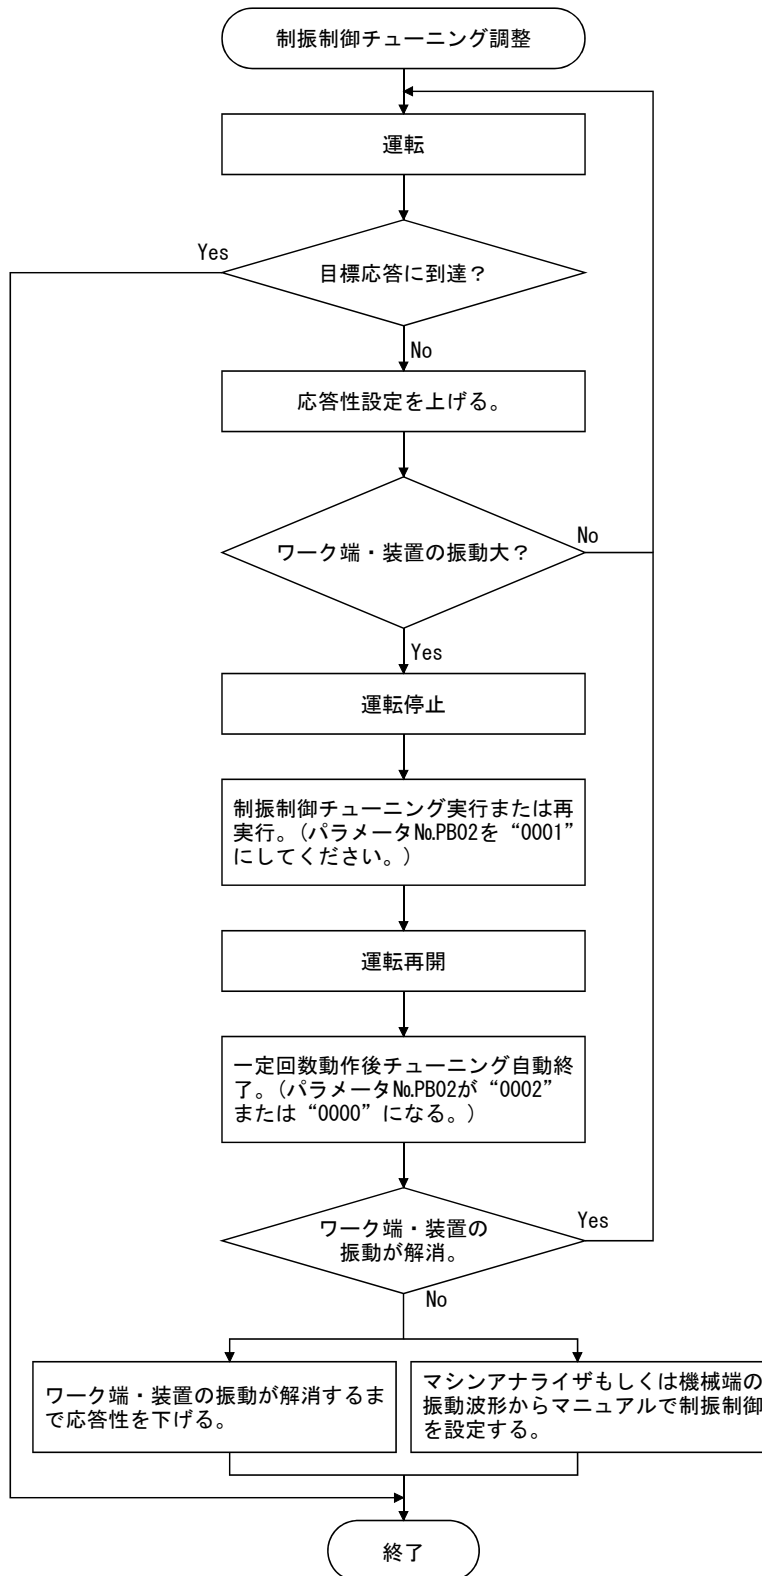 制振制御チューニング調整
運転
Yes
目標応答に到達？
No
応答性設定を上げる。
ワーク端・装置の振動大？
No
Yes
運転停止
制振制御チューニング実行または再
実行。(パラメータ№PB02を“0001”
にしてください。)
運転再開
一定回数動作後チューニング自動終
了。(パラメータ№PB02が“0002”
または“0000”になる。)
ワーク端・装置の
振動が解消。
Yes
No
ワーク端・装置の振動が解消するま
で応答性を下げる。
マシンアナライザもしくは機械端の
振動波形からマニュアルで制振制御
を設定する。
終了